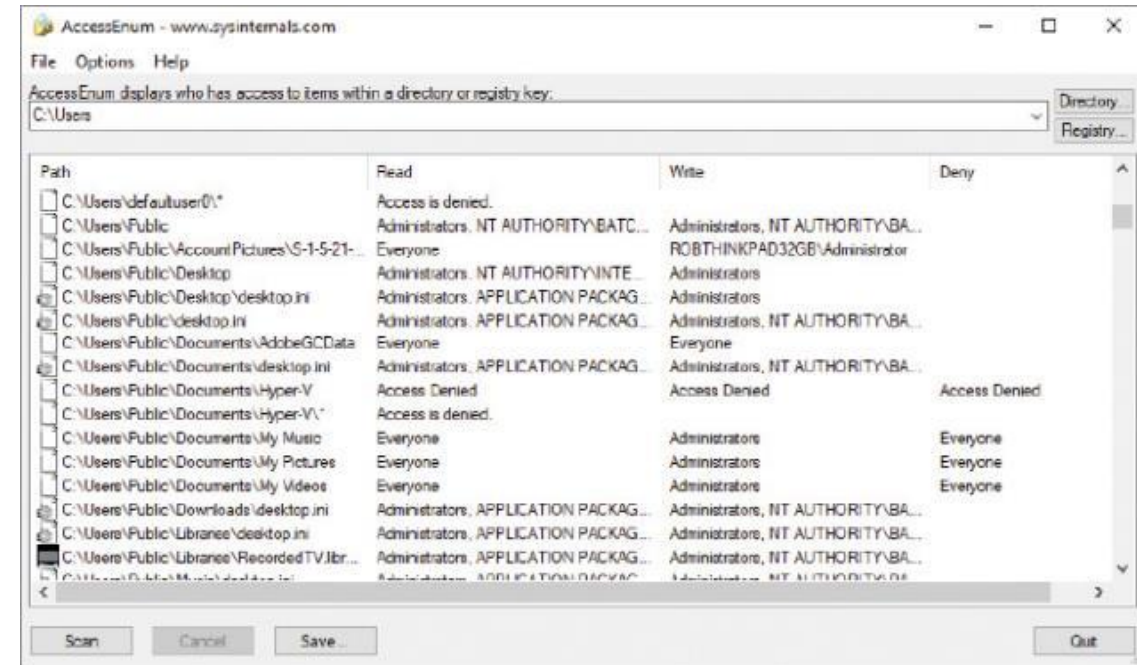 AccessEnum - www.sysinternals.com
File Options Help
AccessEnum displays who has access to items within a directory or registry key:
C:\Users
Directory...
Registry...
Path Read Write Deny
C:\Users\defaultuser0\* Access is denied.
C:\Users\Public Administrators, NT AUTHORITY\BATC... Administrators, NT AUTHORITY\BA...
C:\Users\Public\AccountPictures\S-1-5-21-... Everyone ROBTHINKPAD32GB\Administrator
C:\Users\Public\Desktop Administrators, NT AUTHORITY\INTE... Administrators
C:\Users\Public\Desktop\desktop.ini Administrators, APPLICATION PACKAG... Administrators
C:\Users\Public\desktop.ini Administrators, APPLICATION PACKAG... Administrators, NT AUTHORITY\BA...
C:\Users\Public\Documents\AdobeGCData Everyone Everyone
C:\Users\Public\Documents\desktop.ini Administrators, APPLICATION PACKAG... Administrators, NT AUTHORITY\BA...
C:\Users\Public\Documents\Hyper-V Access Denied Access Denied Access Denied
C:\Users\Public\Documents\Hyper-V\* Access is denied.
C:\Users\Public\Documents\My Music Everyone Administrators Everyone
C:\Users\Public\Documents\My Pictures Everyone Administrators Everyone
C:\Users\Public\Documents\My Videos Everyone Administrators Everyone
C:\Users\Public\Downloads\desktop.ini Administrators, APPLICATION PACKAG... Administrators, NT AUTHORITY\BA...
C:\Users\Public\Libraries\desktop.ini Administrators, APPLICATION PACKAG... Administrators, NT AUTHORITY\BA...
C:\Users\Public\Libraries\RecordedTV.libr... Administrators, APPLICATION PACKAG... Administrators, NT AUTHORITY\BA...
Scan Cancel Save... Quit